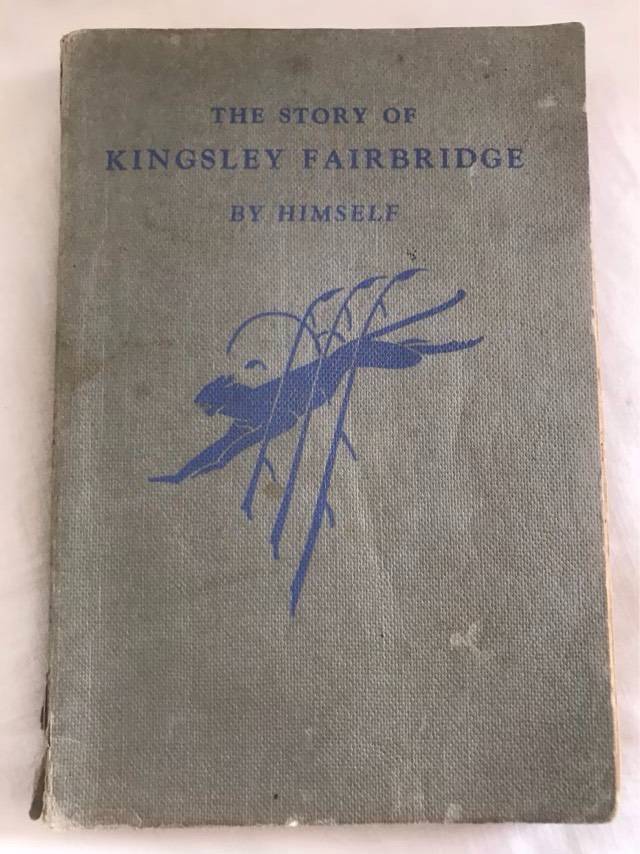 THE STORY OF
KINGSLEY FAIRBRIDGE
BY HIMSELF